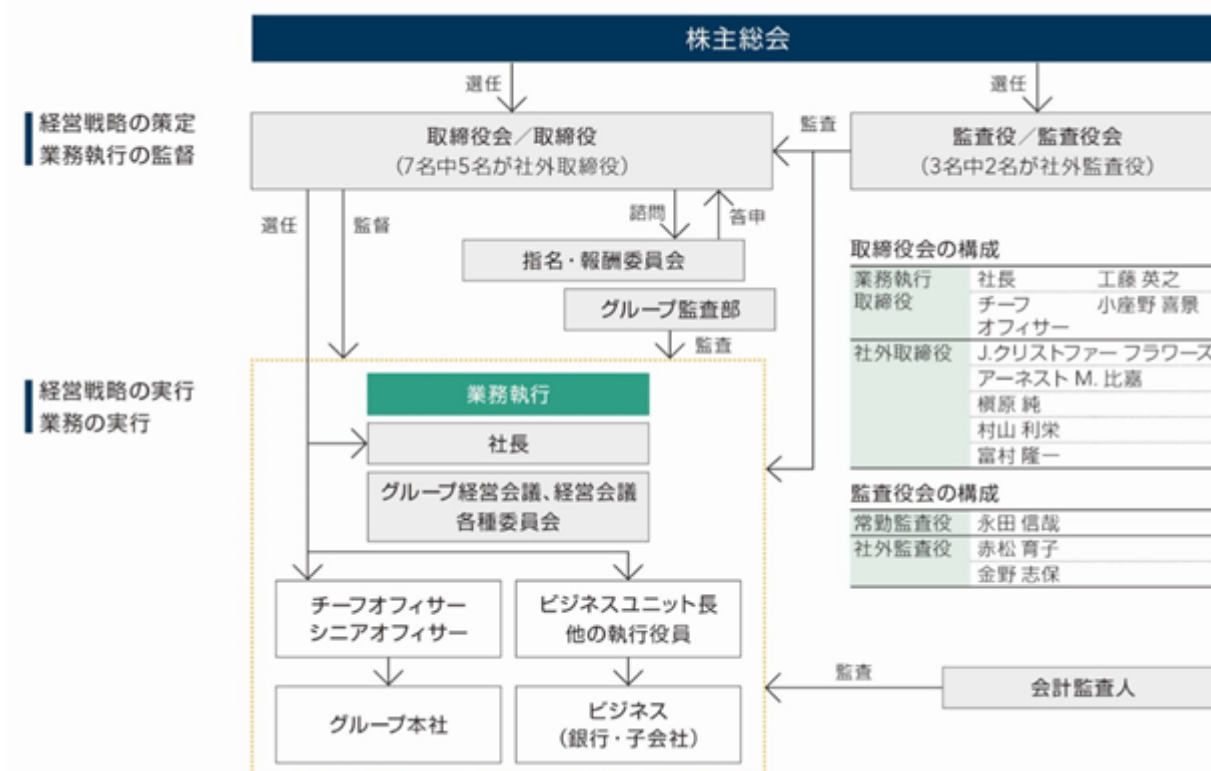 株主総会
選任
選任
経営戦略の策定
業務執行の監督
取締役会／取締役
(7名中5名が社外取締役)
監査
監査役／監査役会
(3名中2名が社外監査役)
選任
監督
諮問
答申
指名・報酬委員会
グループ監査部
監査
取締役会の構成
業務執行
取締役
社長 工藤 英之
チーフ
オフィサー
小座野 喜景
社外取締役
J.クリストファー フラワーズ
アーネスト M. 比嘉
槇原 純
村山 利栄
富村 隆一
監査役会の構成
常勤監査役 永田 信哉
社外監査役 赤松 育子
金野 志保
経営戦略の実行
業務の実行
業務執行
社長
グループ経営会議、経営会議
各種委員会
チーフオフィサー
シニアオフィサー
ビジネスユニット長
他の執行役員
グループ本社
ビジネス
(銀行・子会社)
監査
会計監査人